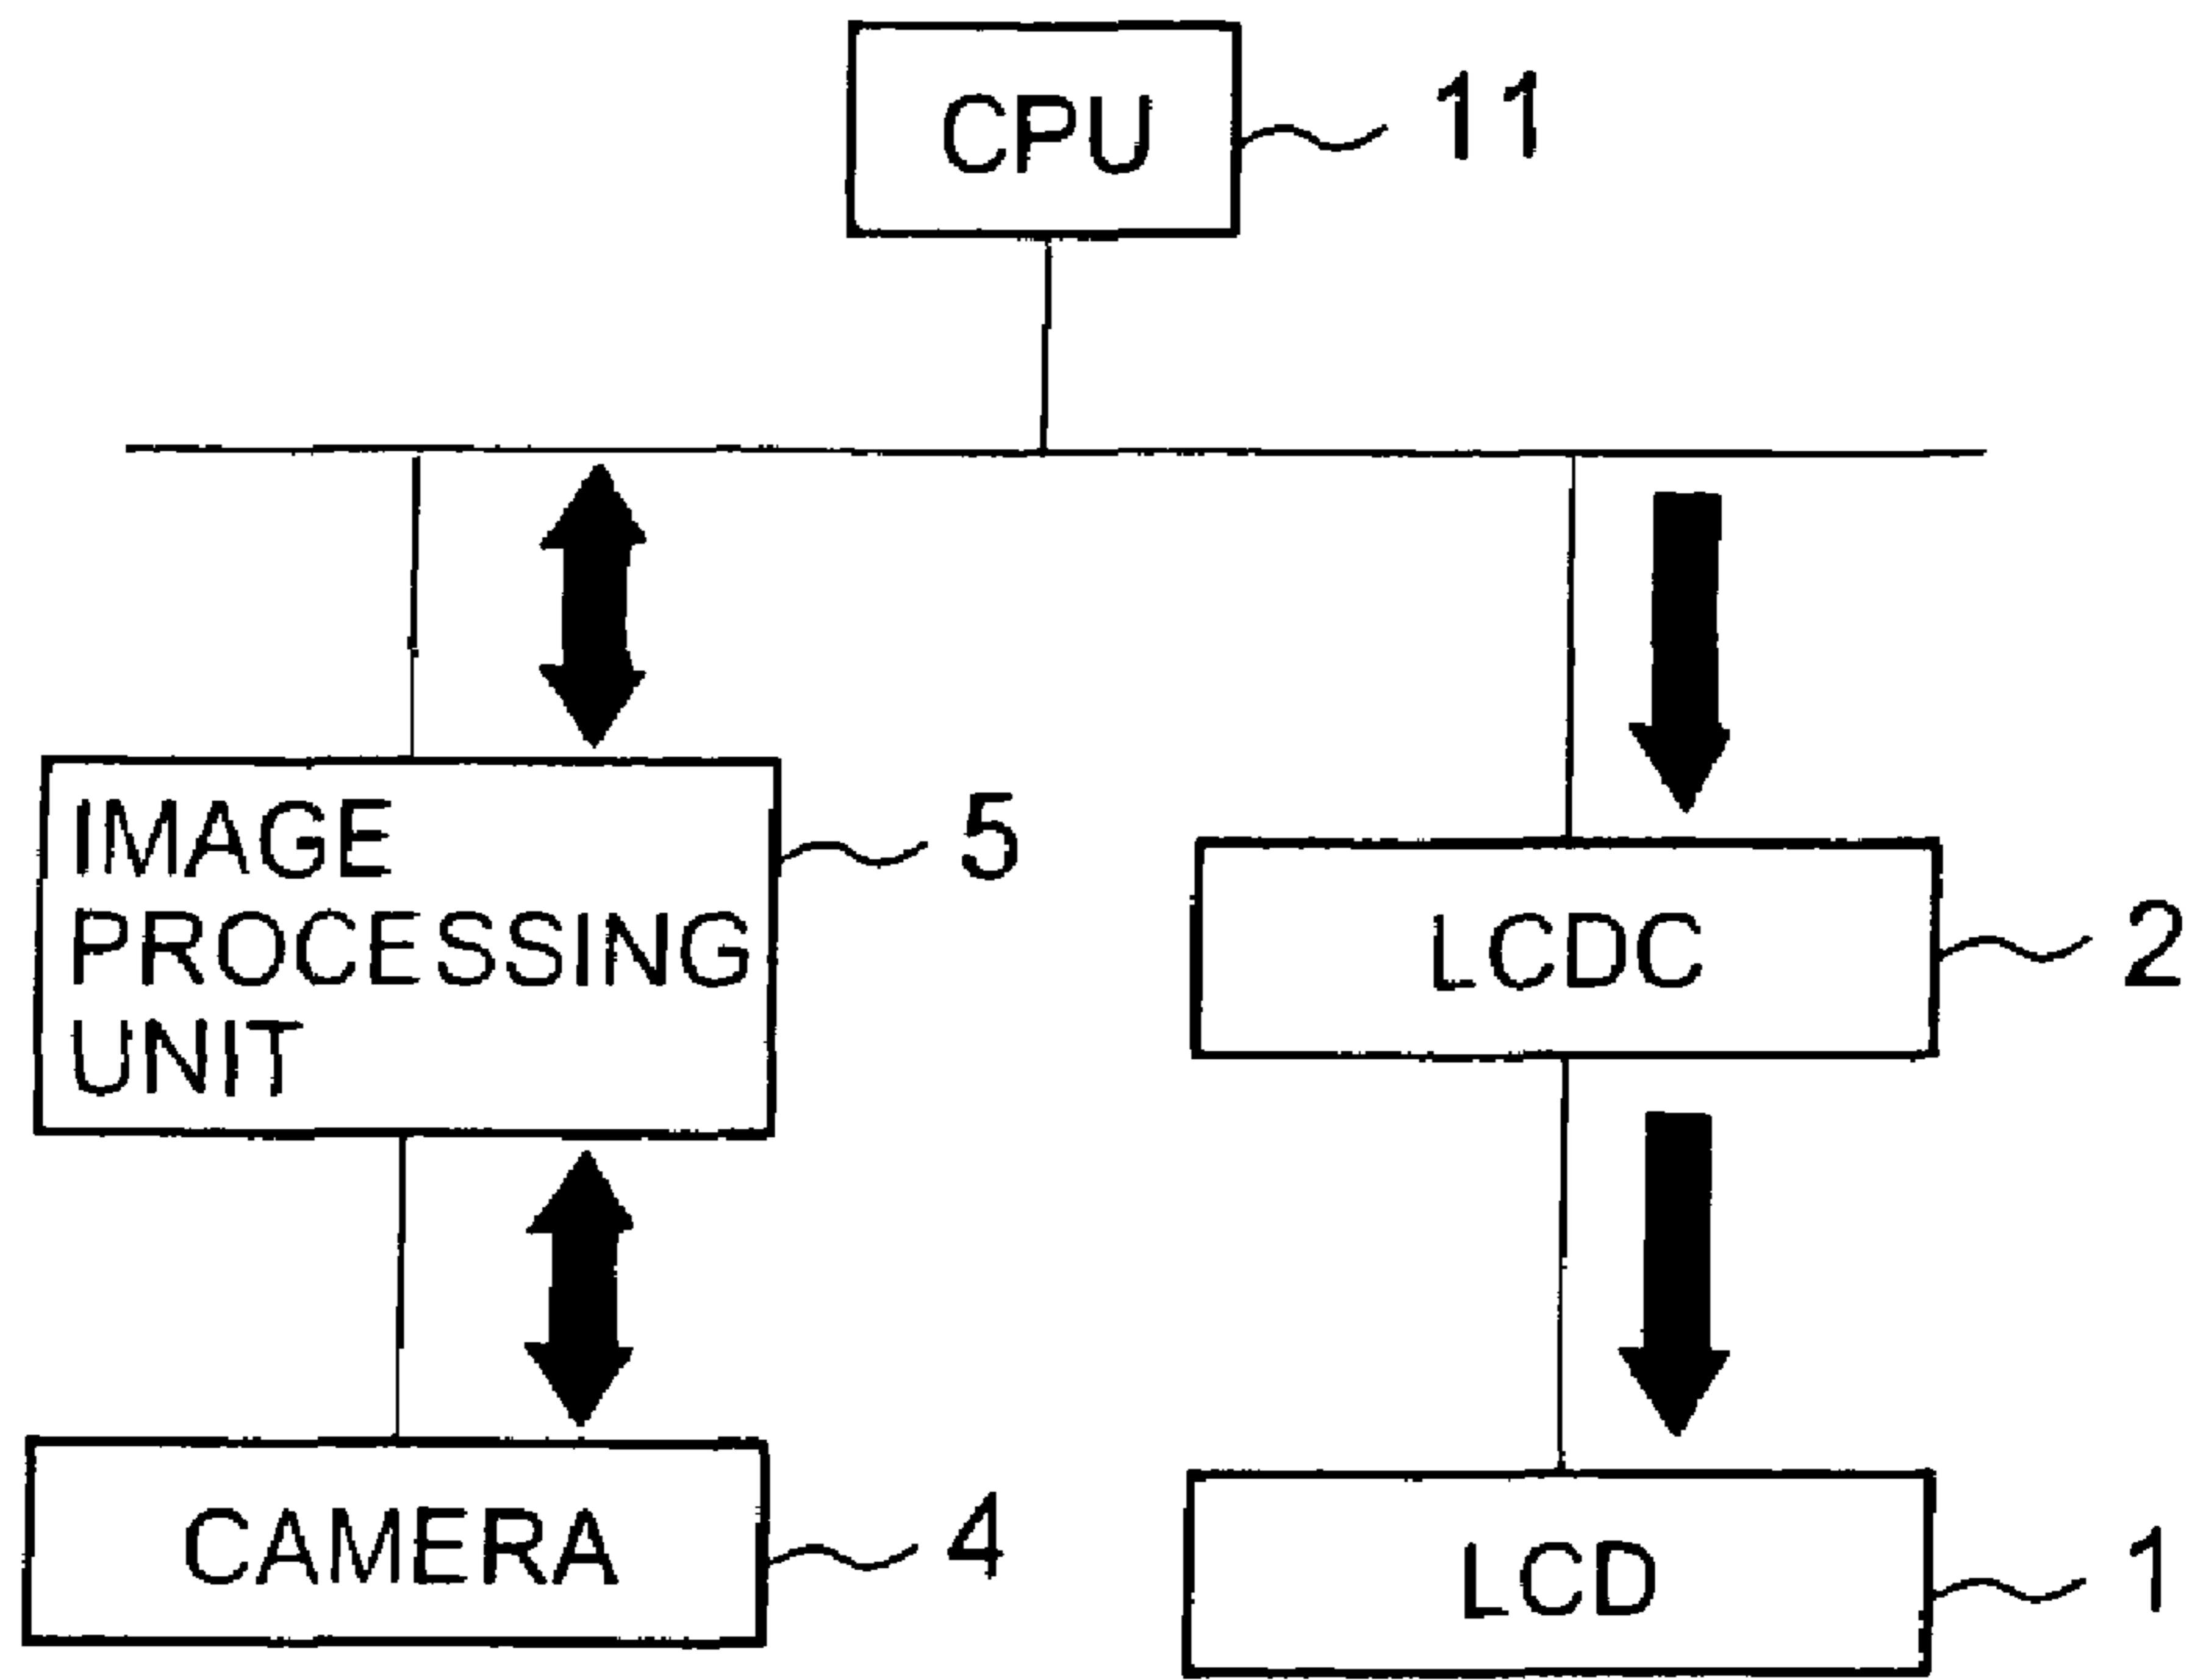 CPU
11
IMAGE
PROCESSING
UNIT
5
LCDC
2
CAMERA
4
LCD
1